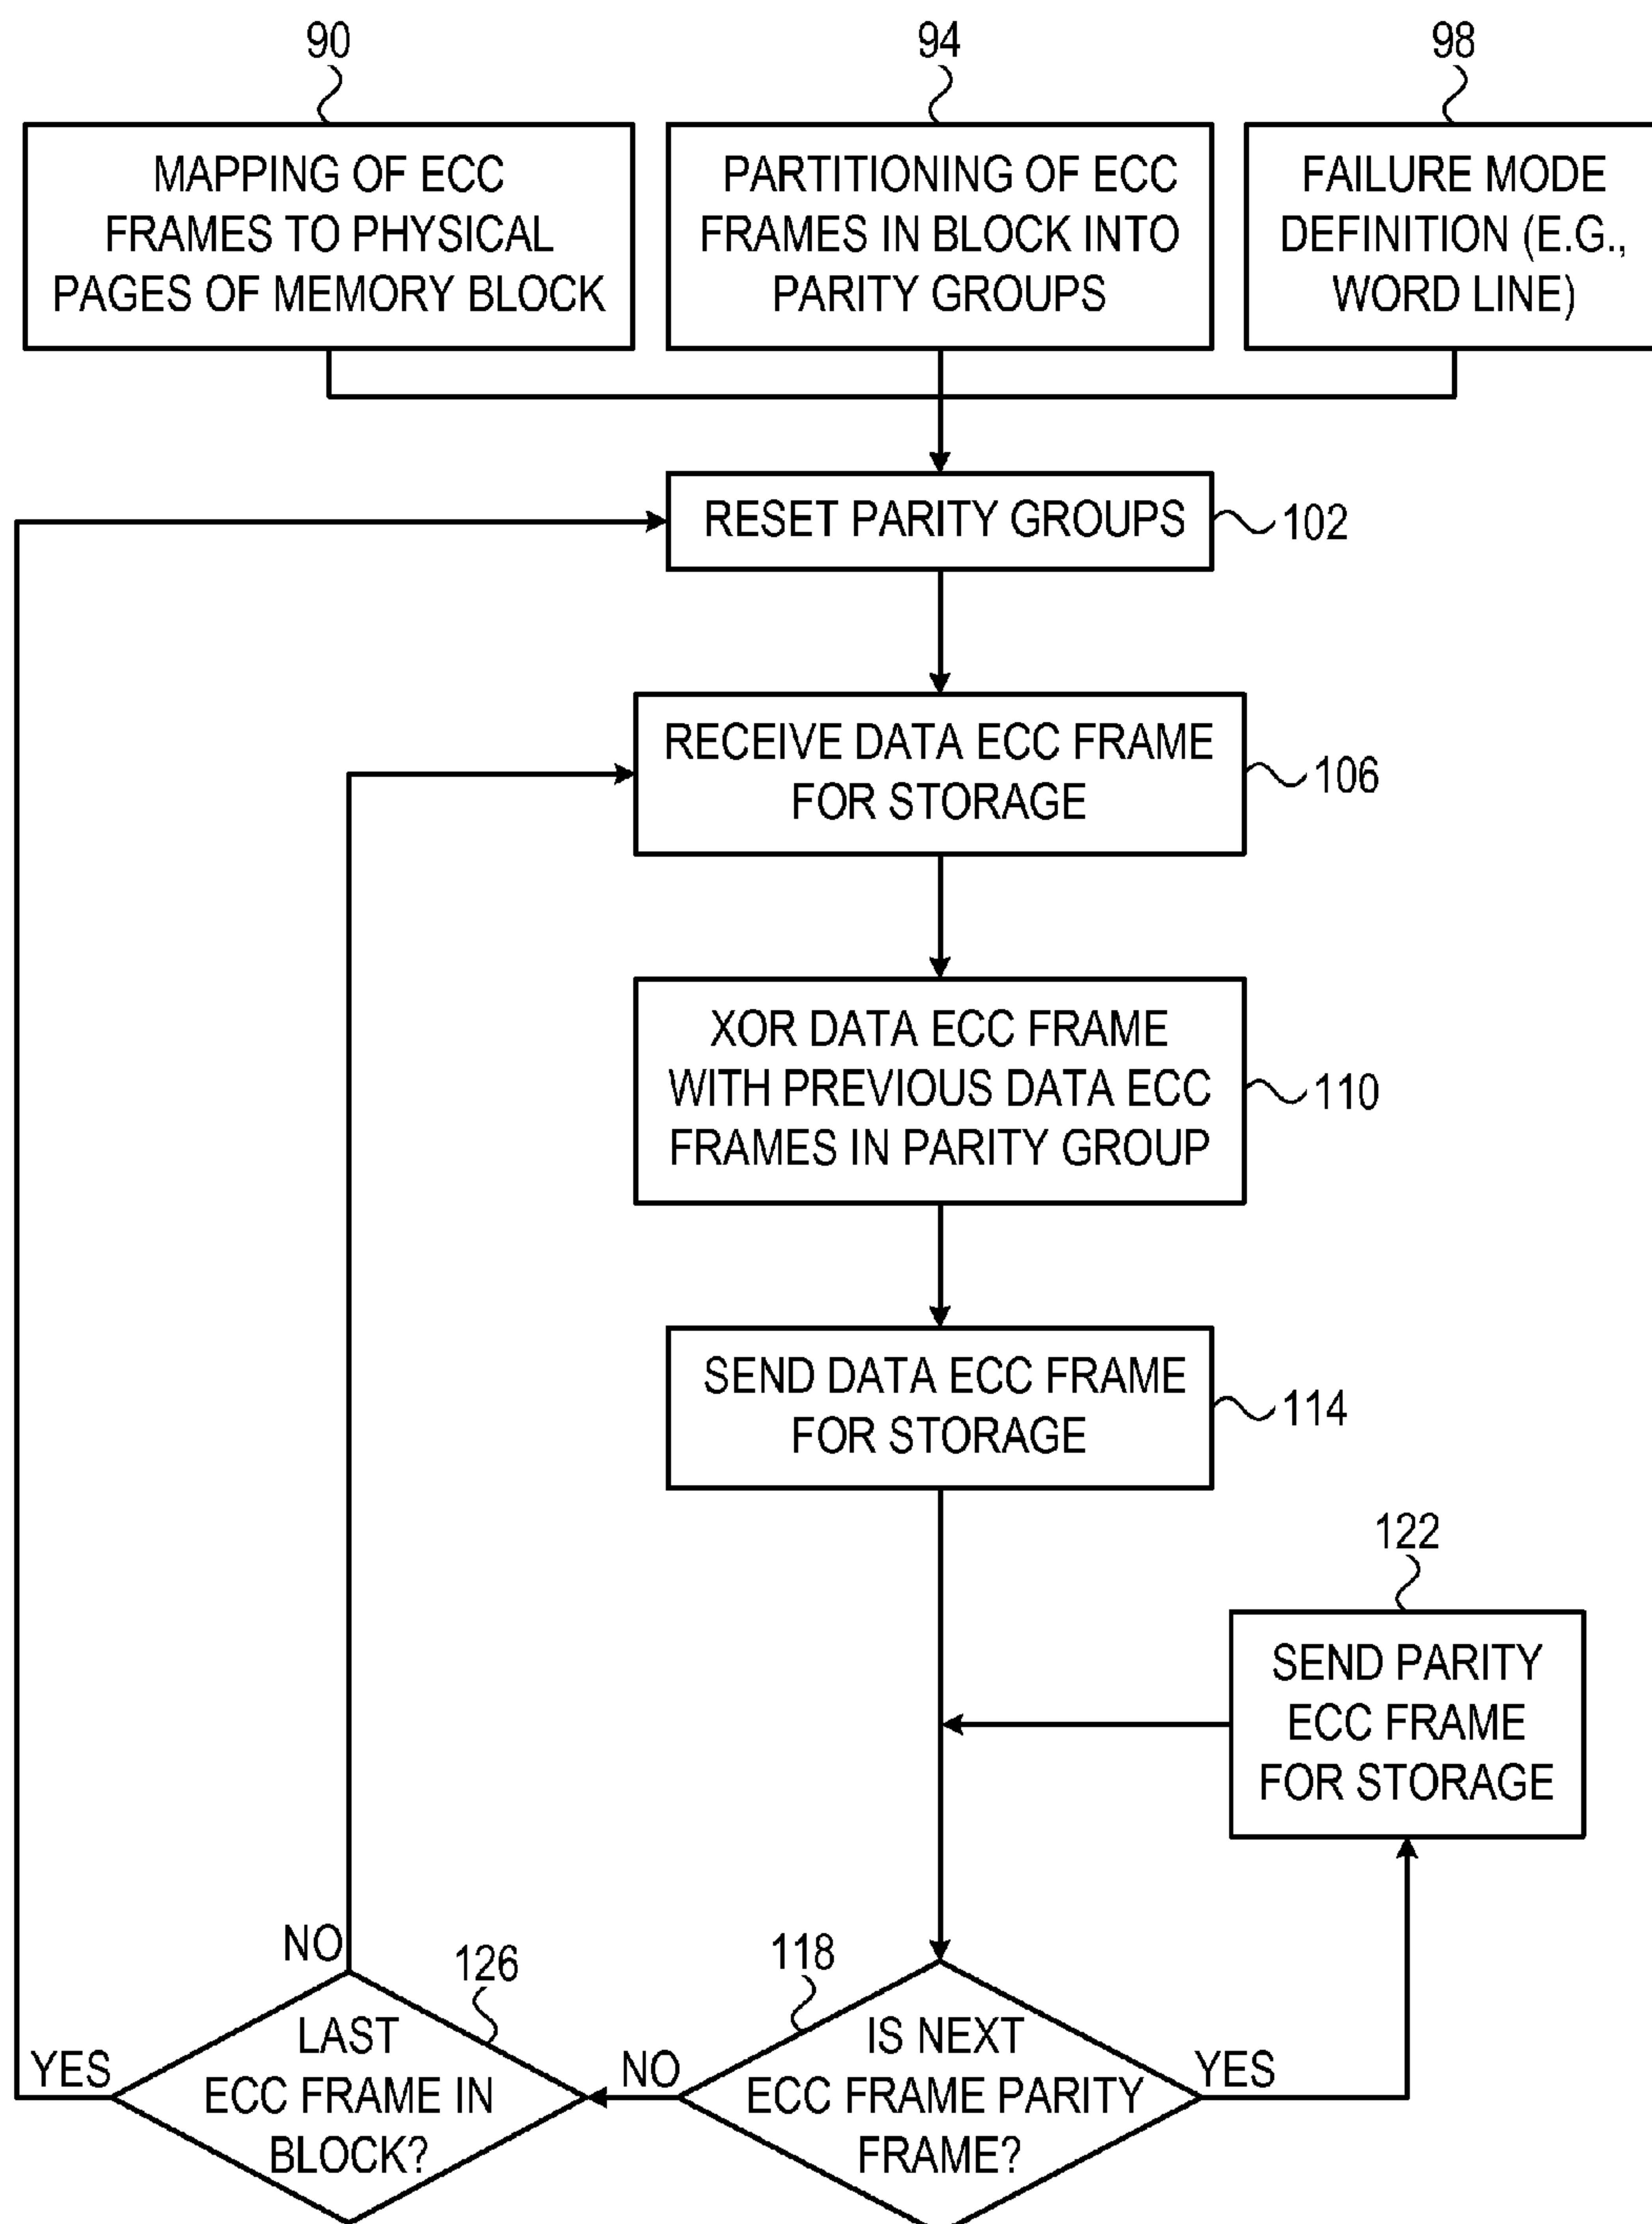 90
94
98
MAPPING OF ECC
FRAMES TO PHYSICAL
PAGES OF MEMORY BLOCK
PARTITIONING OF ECC
FRAMES IN BLOCK INTO
PARITY GROUPS
FAILURE MODE
DEFINITION (E.G.,
WORD LINE)
RESET PARITY GROUPS
102
RECEIVE DATA ECC FRAME
FOR STORAGE
106
XOR DATA ECC FRAME
WITH PREVIOUS DATA ECC
FRAMES IN PARITY GROUP
110
SEND DATA ECC FRAME
FOR STORAGE
114
122
SEND PARITY
ECC FRAME
FOR STORAGE
NO
126
118
YES
LAST
ECC FRAME IN
BLOCK?
NO
IS NEXT
ECC FRAME PARITY
FRAME?
YES